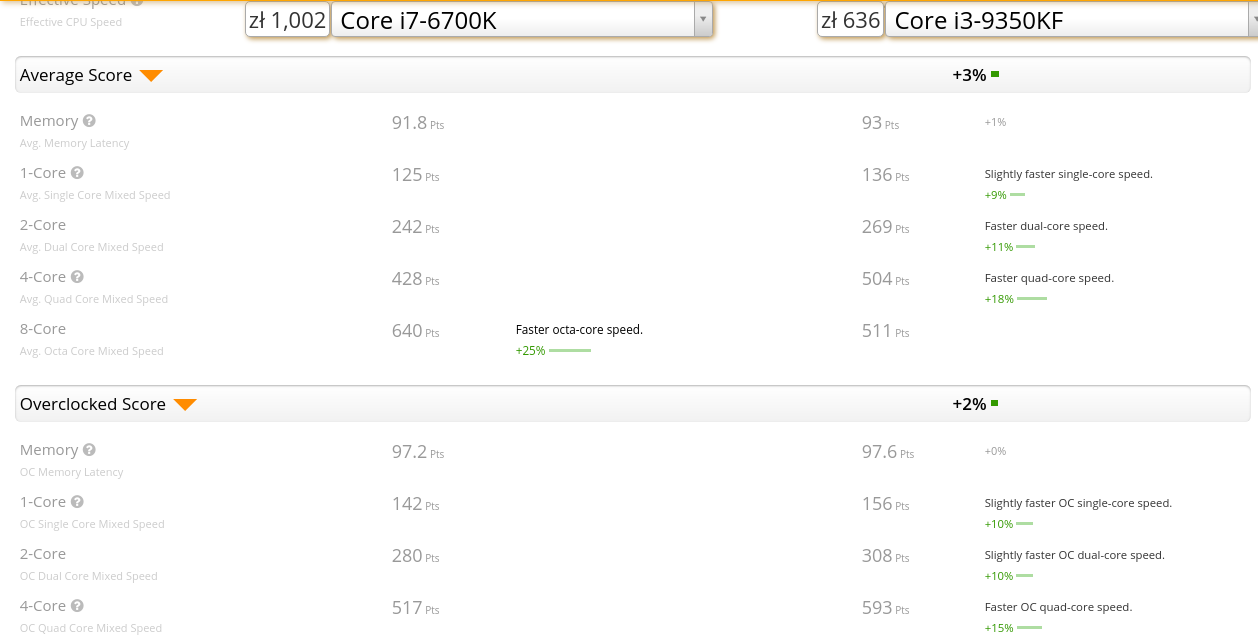 Effective Speed
Effective CPU Speed
zł 1,002 Core i7-6700K zł 636 Core i3-9350KF
Average Score +3%
Memory 91.8 Pts 93 Pts +1%
Avg. Memory Latency
1-Core 125 Pts 136 Pts Slightly faster single-core speed.
Avg. Single Core Mixed Speed +9%
2-Core 242 Pts 269 Pts Faster dual-core speed.
Avg. Dual Core Mixed Speed +11%
4-Core 428 Pts 504 Pts Faster quad-core speed.
Avg. Quad Core Mixed Speed +18%
8-Core 640 Pts Faster octa-core speed. 511 Pts
Avg. Octa Core Mixed Speed +25%
Overclocked Score +2%
Memory 97.2 Pts 97.6 Pts +0%
OC Memory Latency
1-Core 142 Pts 156 Pts Slightly faster OC single-core speed.
OC Single Core Mixed Speed +10%
2-Core 280 Pts 308 Pts Slightly faster OC dual-core speed.
OC Dual Core Mixed Speed +10%
4-Core 517 Pts 593 Pts Faster OC quad-core speed.
OC Quad Core Mixed Speed +15%